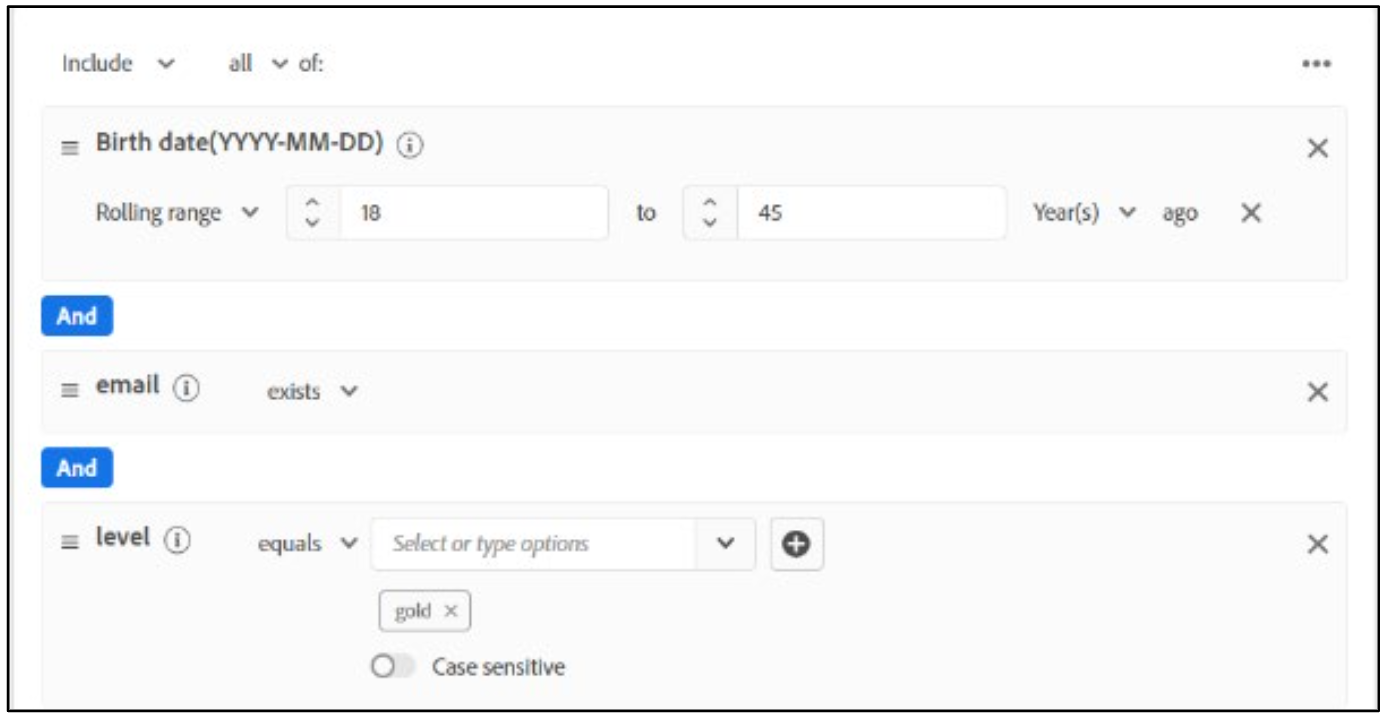 Include all of:
Birth date(YYYY-MM-DD)
Rolling range 18 to 45 Year(s) ago
And
email exists
And
level equals Select or type options
gold
Case sensitive